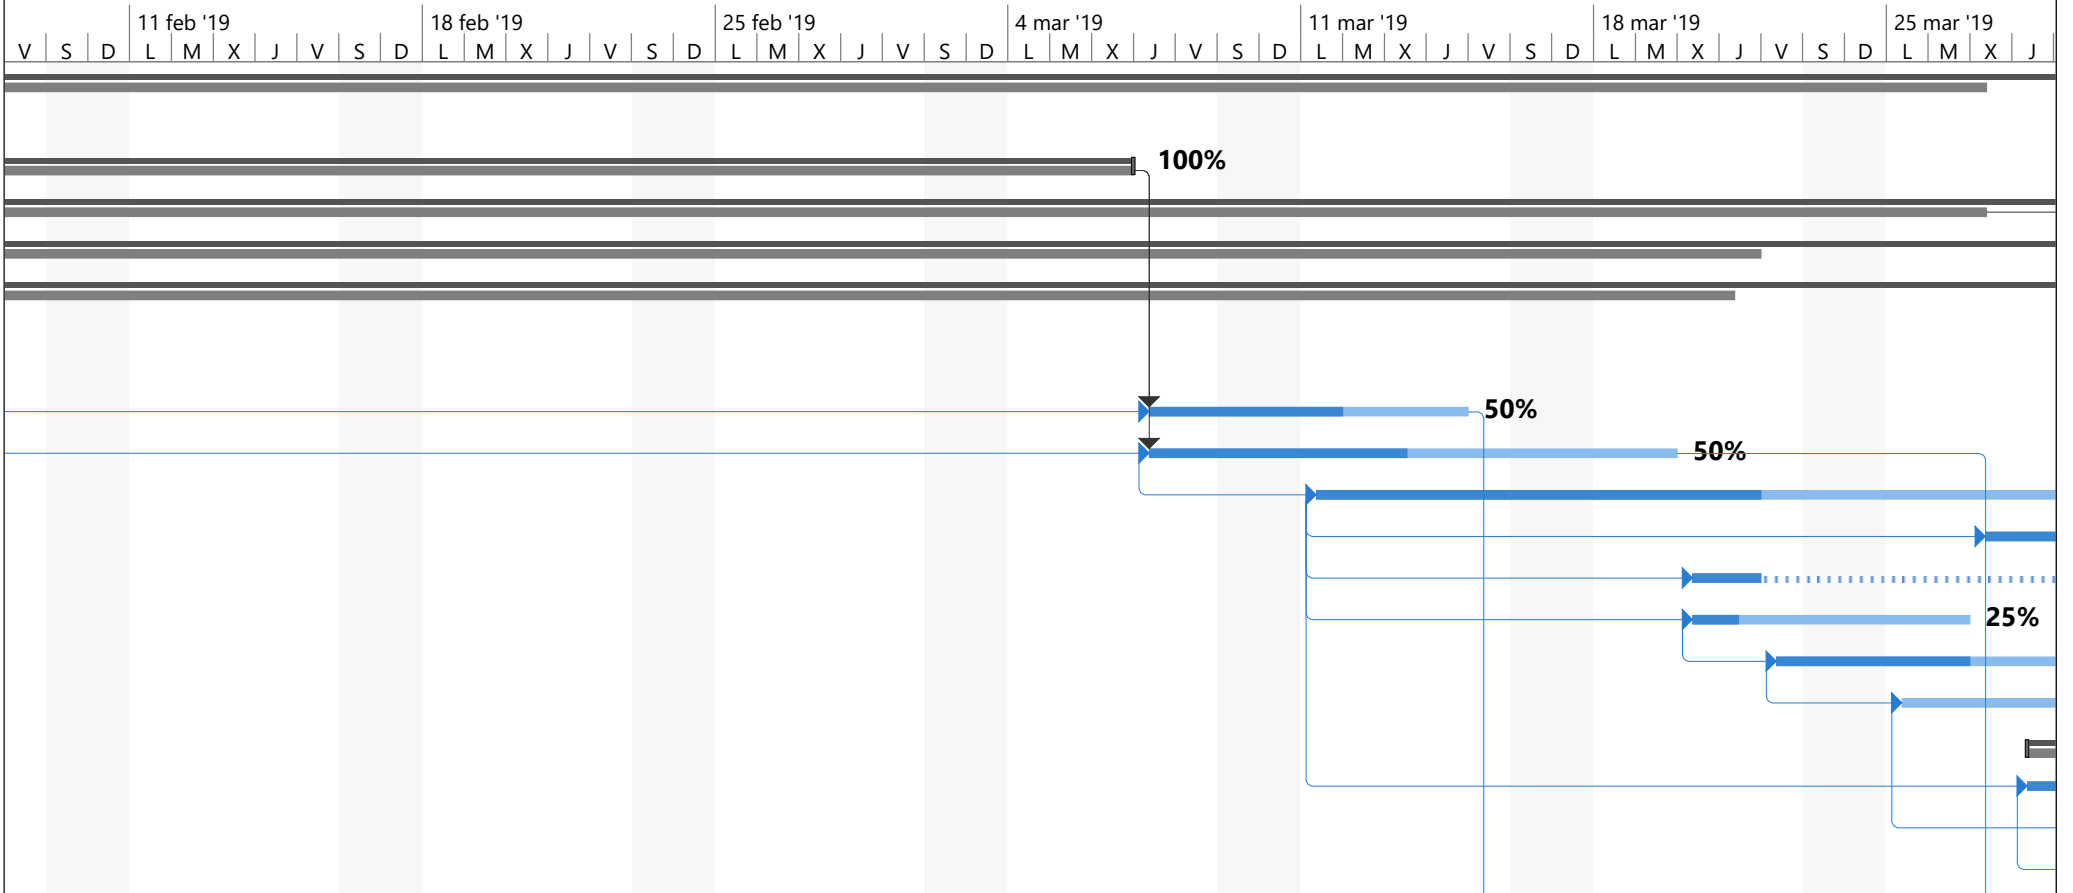 11 feb '19 18 feb '19 25 feb '19 4 mar '19 11 mar '19 18 mar '19 25 mar '19
V S D L M X J V S D L M X J V S D L M X J V S D L M X J V S D L M X J V S D L M X J V S D L M X J
100%
50%
50%
25%